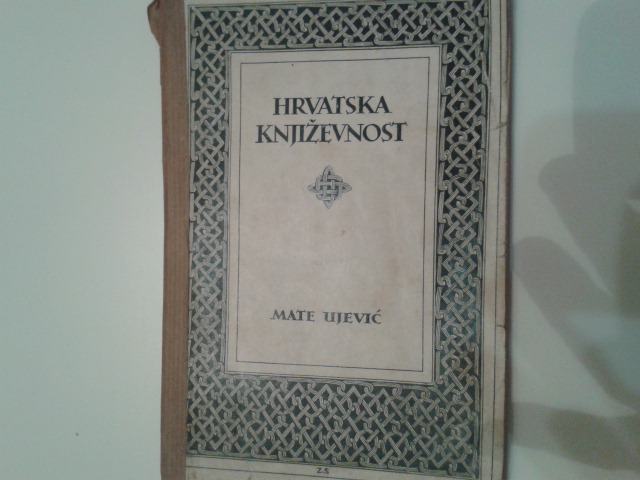 HRVATSKA
KNJIŽEVNOST
MATE UJEVIĆ
Z.S.